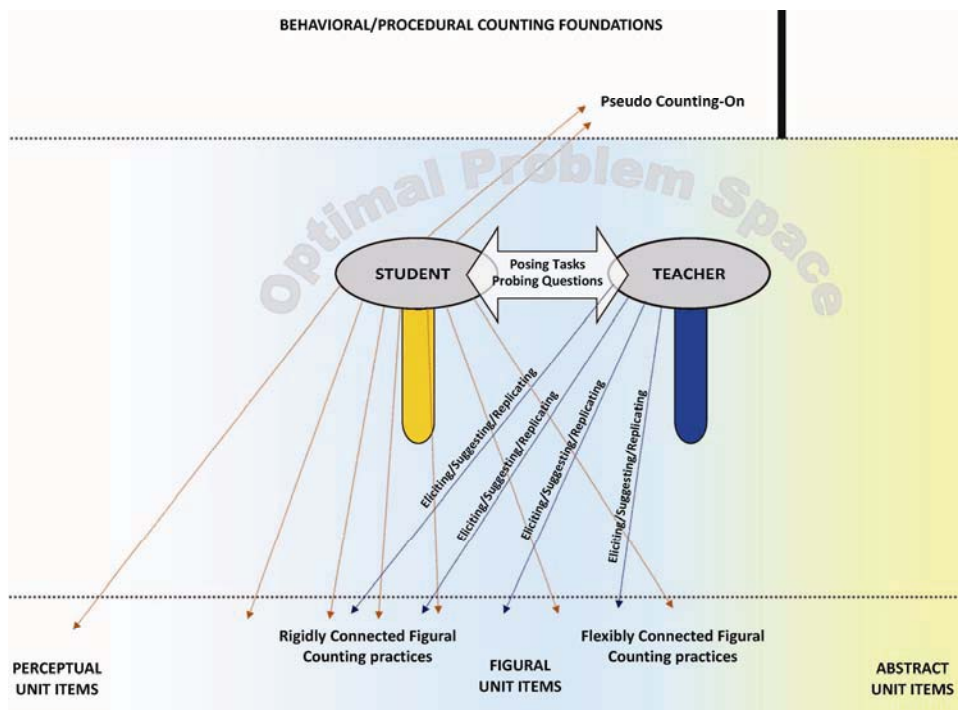 BEHAVIORAL/PROCEDURAL COUNTING FOUNDATIONS
Pseudo Counting-On
Optimal Problem Space
STUDENT
Posing Tasks
Probing Questions
TEACHER
Eliciting/Suggesting/Replicating
Eliciting/Suggesting/Replicating
Eliciting/Suggesting/Replicating
Eliciting/Suggesting/Replicating
Rigidly Connected Figural
Counting practices
Flexibly Connected Figural
Counting practices
PERCEPTUAL
UNIT ITEMS
FIGURAL
UNIT ITEMS
ABSTRACT
UNIT ITEMS